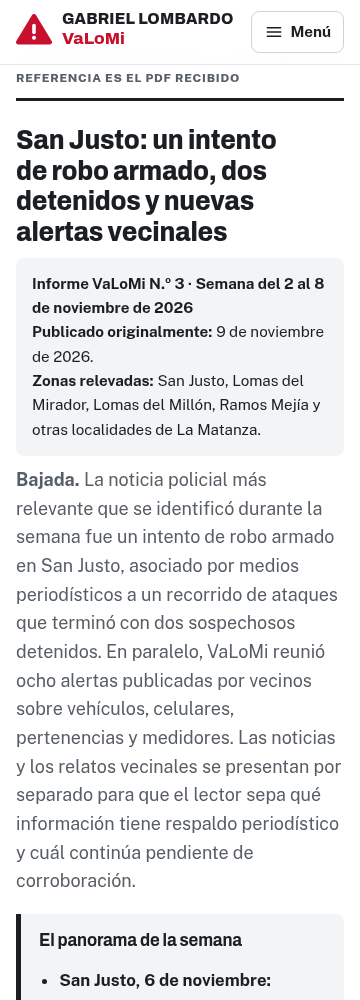 GABRIEL LOMBARDO
VaLoMi
Menú
REFERENCIA ES EL PDF RECIBIDO
San Justo: un intento
de robo armado, dos
detenidos y nuevas
alertas vecinales
Informe VaLoMi N.º 3 · Semana del 2 al 8
de noviembre de 2026
Publicado originalmente: 9 de noviembre
de 2026.
Zonas relevadas: San Justo, Lomas del
Mirador, Lomas del Millón, Ramos Mejía y
otras localidades de La Matanza.
Bajada. La noticia policial más
relevante que se identificó durante la
semana fue un intento de robo armado
en San Justo, asociado por medios
periodísticos a un recorrido de ataques
que terminó con dos sospechosos
detenidos. En paralelo, VaLoMi reunió
ocho alertas publicadas por vecinos
sobre vehículos, celulares,
pertenencias y medidores. Las noticias
y los relatos vecinales se presentan por
separado para que el lector sepa qué
información tiene respaldo periodístico
y cuál continúa pendiente de
corroboración.
El panorama de la semana
• San Justo, 6 de noviembre: